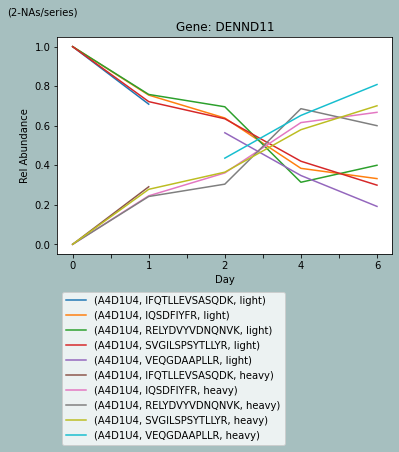 (2-NAs/series)
Gene: DENND11
Rel Abundance
1.0
0.8
0.6
0.4
0.2
0.0
0 1 2 4 6
Day
(A4D1U4, IFQTLLEVSASQDK, light)
(A4D1U4, IQSDFIYFR, light)
(A4D1U4, RELYDVYVDNQNVK, light)
(A4D1U4, SVGILSPSYTLLYR, light)
(A4D1U4, VEQGDAAPLLR, light)
(A4D1U4, IFQTLLEVSASQDK, heavy)
(A4D1U4, IQSDFIYFR, heavy)
(A4D1U4, RELYDVYVDNQNVK, heavy)
(A4D1U4, SVGILSPSYTLLYR, heavy)
(A4D1U4, VEQGDAAPLLR, heavy)